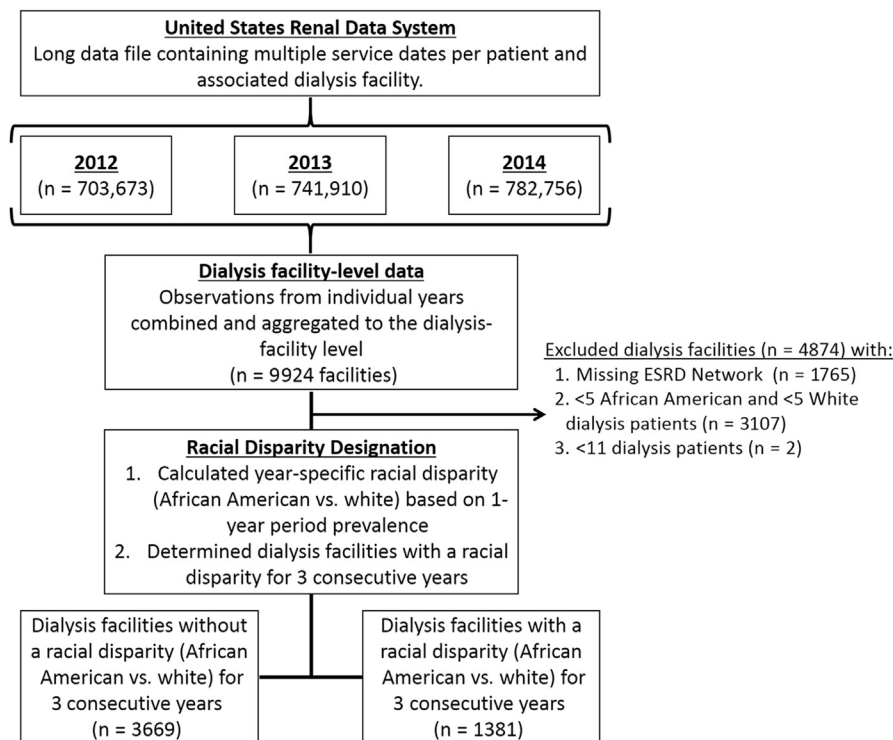 United States Renal Data System
Long data file containing multiple service dates per patient and
associated dialysis facility.
2012
(n = 703,673)
2013
(n = 741,910)
2014
(n = 782,756)
Dialysis facility-level data
Observations from individual years
combined and aggregated to the dialysis-
facility level
(n = 9924 facilities)
Excluded dialysis facilities (n = 4874) with:
1. Missing ESRD Network (n = 1765)
2. <5 African American and <5 White
dialysis patients (n = 3107)
3. <11 dialysis patients (n = 2)
Racial Disparity Designation
1. Calculated year-specific racial disparity
(African American vs. white) based on 1-
year period prevalence
2. Determined dialysis facilities with a racial
disparity for 3 consecutive years
Dialysis facilities without
a racial disparity (African
American vs. white) for
3 consecutive years
(n = 3669)
Dialysis facilities with a
racial disparity (African
American vs. white) for
3 consecutive years
(n = 1381)